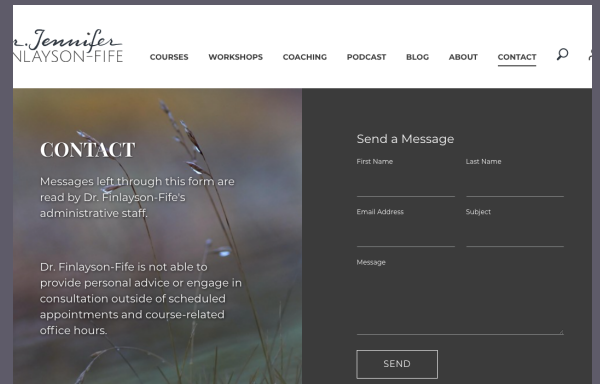 r. Jennifer
NLAYSON-FIFE
COURSES WORKSHOPS COACHING PODCAST BLOG ABOUT CONTACT
CONTACT
Messages left through this form are
read by Dr. Finlayson-Fife's
administrative staff.
Dr. Finlayson-Fife is not able to
provide personal advice or engage in
consultation outside of scheduled
appointments and course-related
office hours.
Send a Message
First Name Last Name
Email Address Subject
Message
SEND